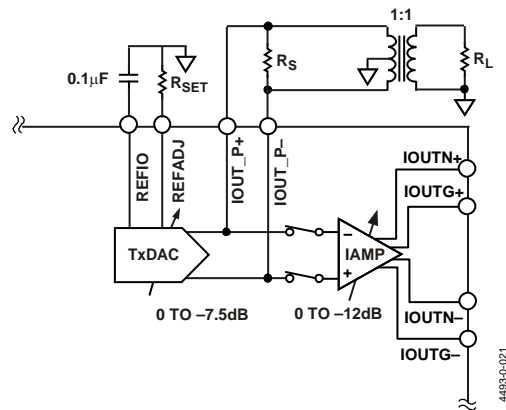 1:1
RS
RL
0.1µF
RSET
REFIO
REFADJ
IOUT_P+
IOUT_P–
IOUTN+
IOUTG+
TxDAC
–
IAMP
+
0 TO –7.5dB
0 TO –12dB
IOUTN–
IOUTG–
4493-0-021